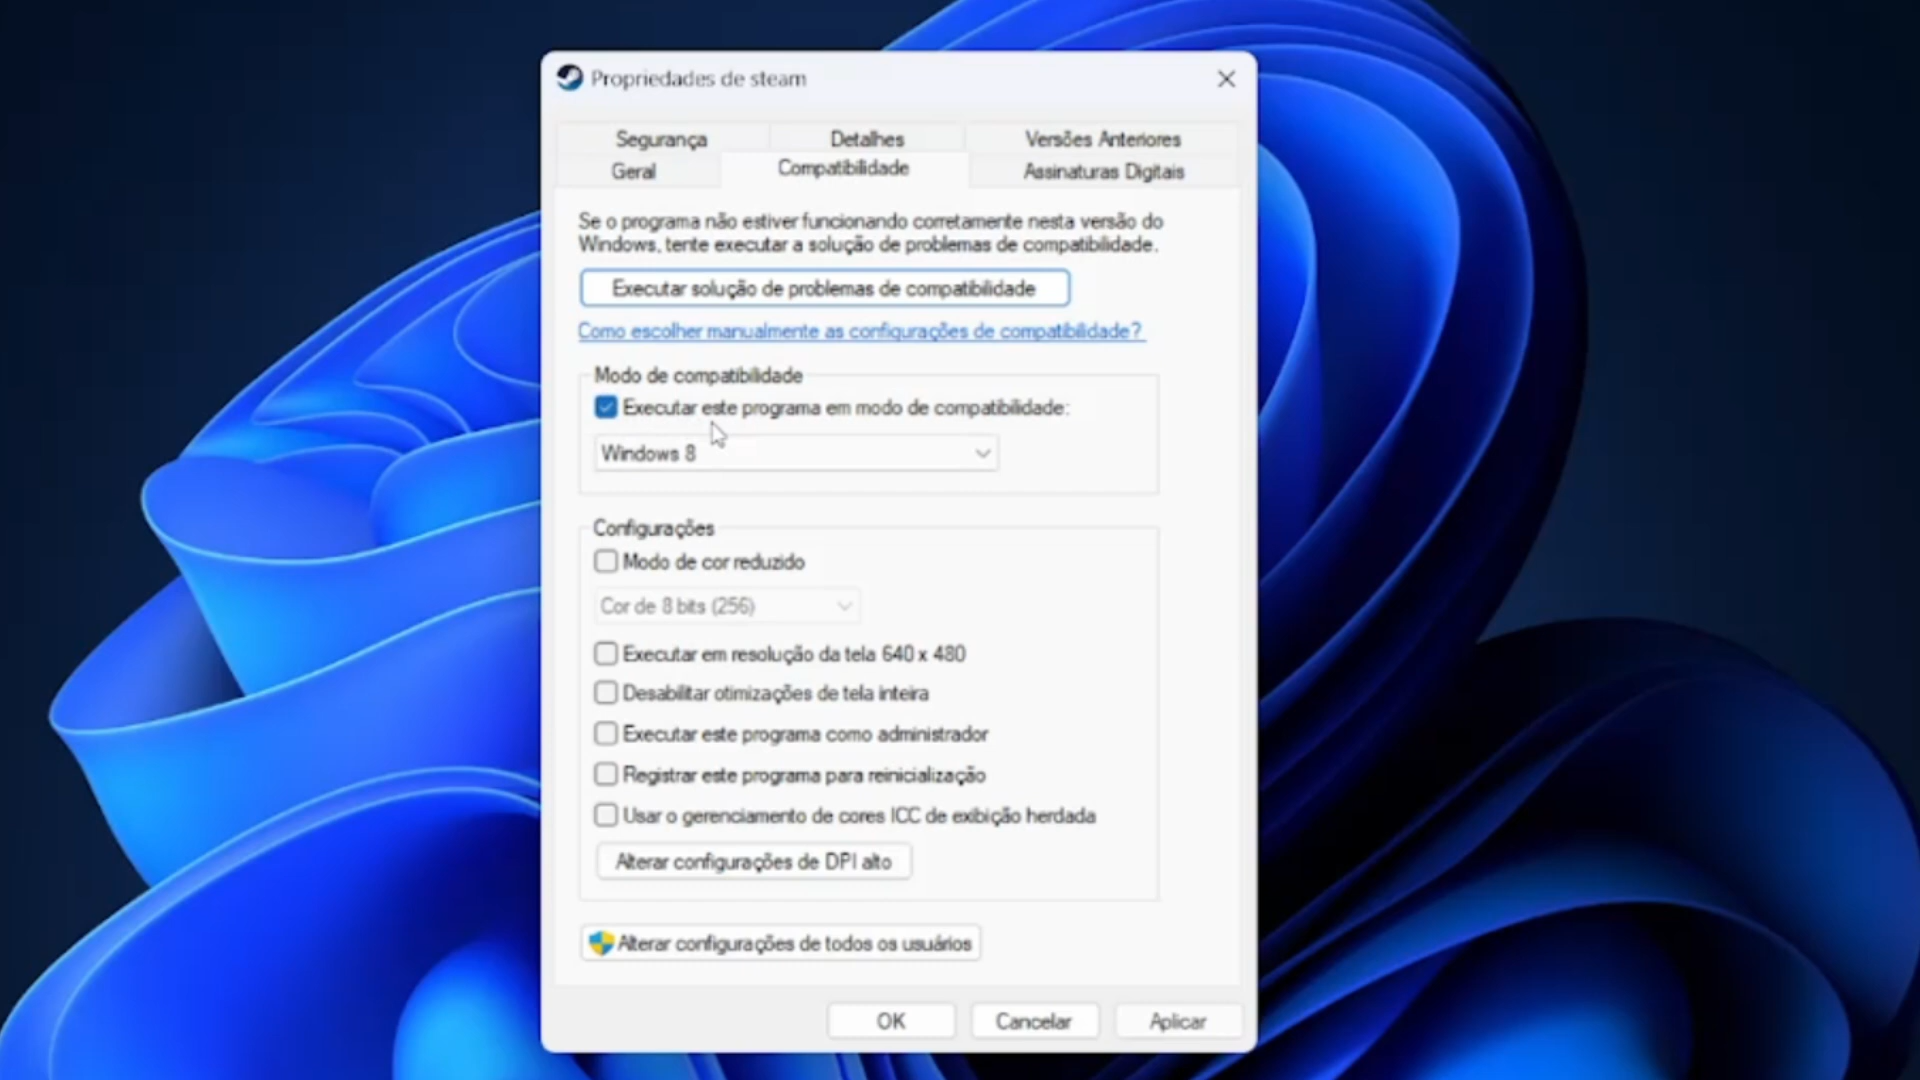 Propriedades de steam
Segurança
Detalhes
Versões Anteriores
Geral
Compatibilidade
Assinaturas Digitais
Se o programa não estiver funcionando corretamente nesta versão do
Windows, tente executar a solução de problemas de compatibilidade.
Executar solução de problemas de compatibilidade
Como escolher manualmente as configurações de compatibilidade?
Modo de compatibilidade
Executar este programa em modo de compatibilidade:
Windows 8
Configurações
Modo de cor reduzido
Cor de 8 bits (256)
Executar em resolução da tela 640 x 480
Desabilitar otimizações de tela inteira
Executar este programa como administrador
Registrar este programa para reinicialização
Usar o gerenciamento de cores ICC de exibição herdada
Alterar configurações de DPI alto
Alterar configurações de todos os usuários
OK
Cancelar
Aplicar